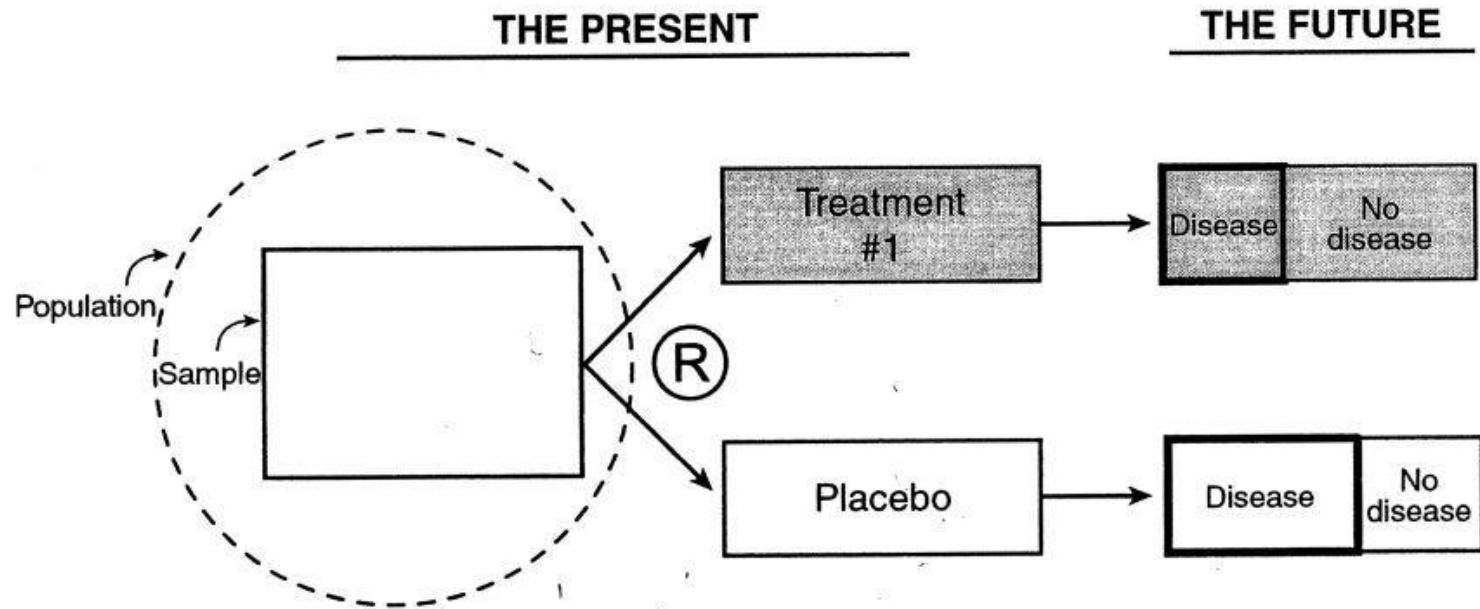 THE PRESENT
THE FUTURE
Population
Sample
R
Treatment
#1
Disease
No
disease
Placebo
Disease
No
disease